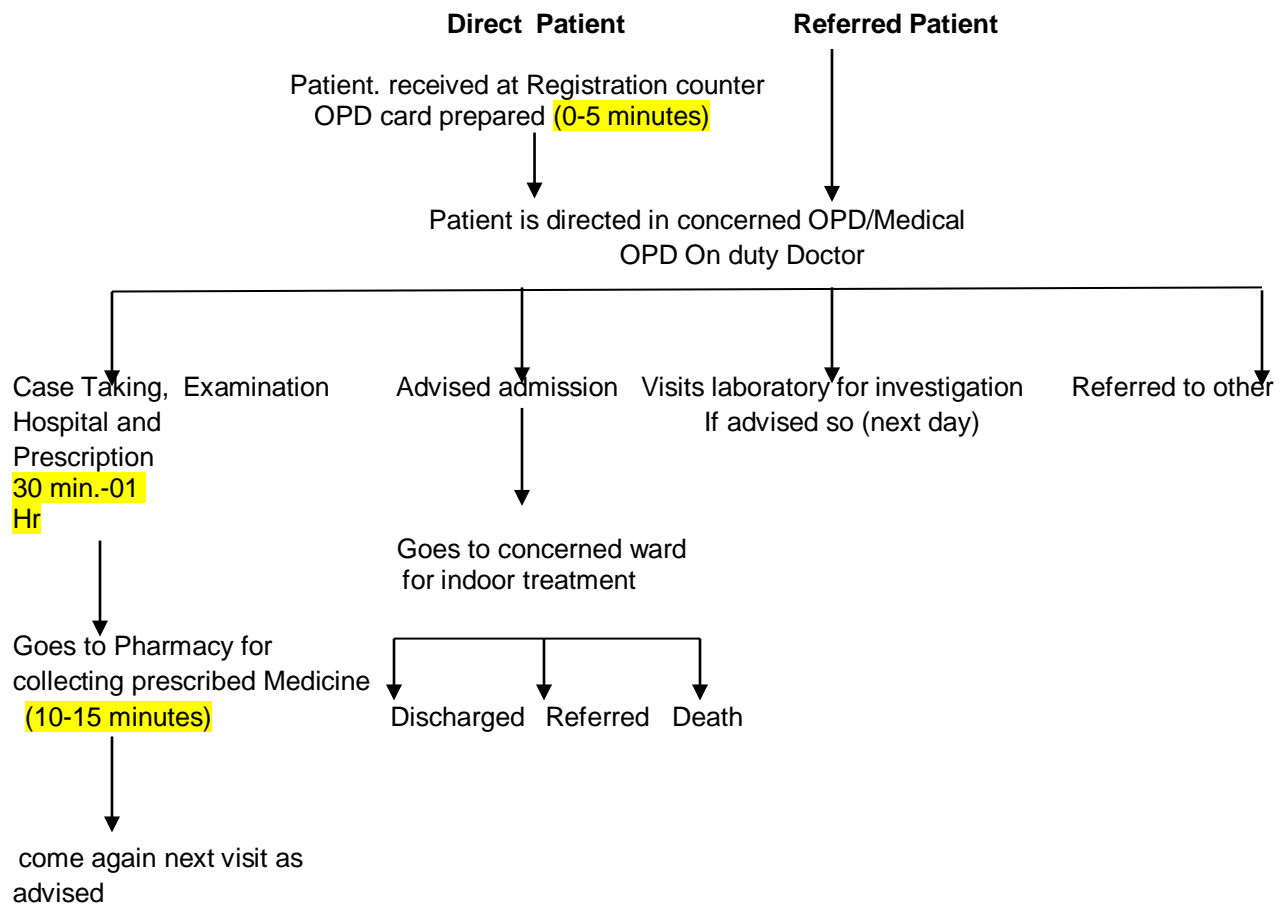 Direct Patient Referred Patient
Patient. received at Registration counter
OPD card prepared (0-5 minutes)
Patient is directed in concerned OPD/Medical
OPD On duty Doctor
Case Taking, Examination Advised admission Visits laboratory for investigation Referred to other
Hospital and If advised so (next day)
Prescription
30 min.-01
Hr
Goes to concerned ward
for indoor treatment
Goes to Pharmacy for
collecting prescribed Medicine
(10-15 minutes) Discharged Referred Death
come again next visit as
advised